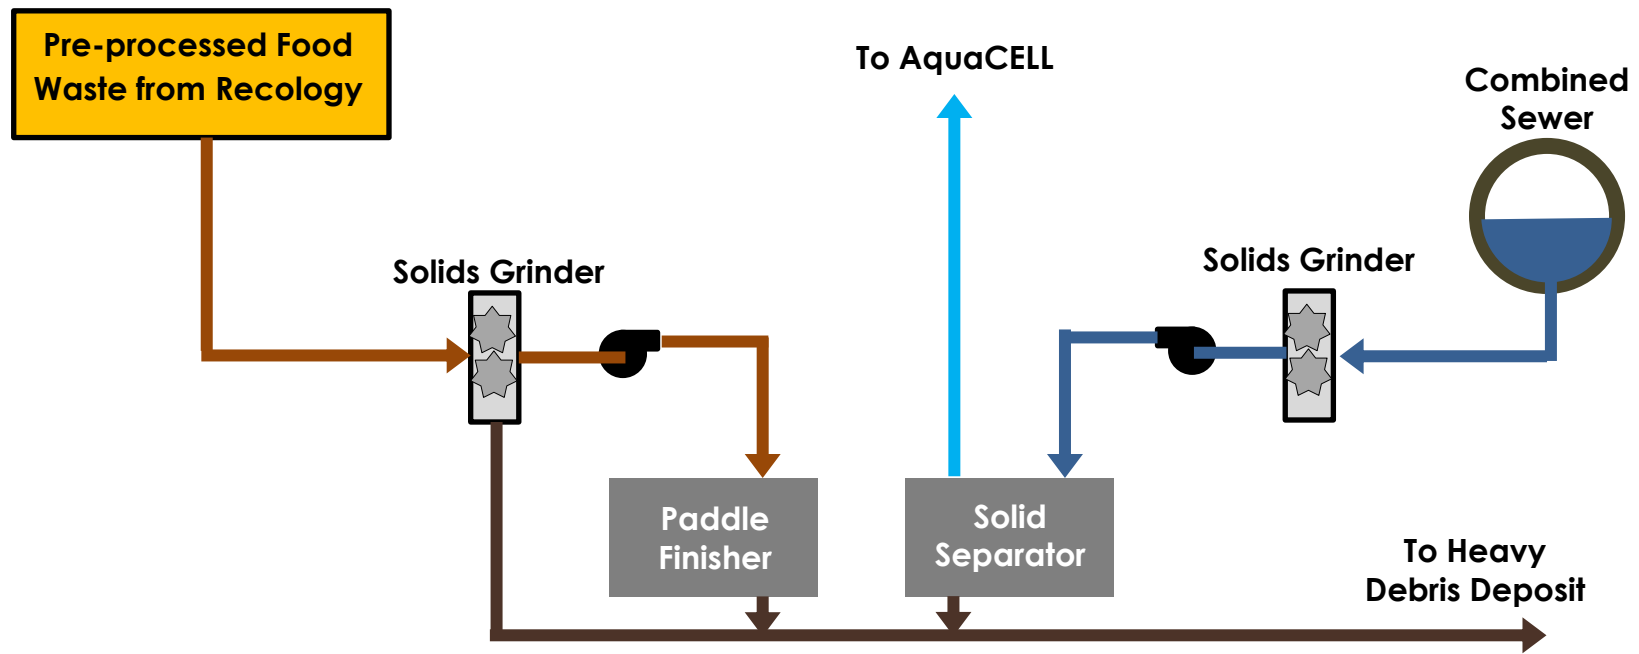 Pre-processed Food
Waste from Recology
To AquaCELL
Combined
Sewer
Solids Grinder
Solids Grinder
Paddle
Finisher
Solid
Separator
To Heavy
Debris Deposit